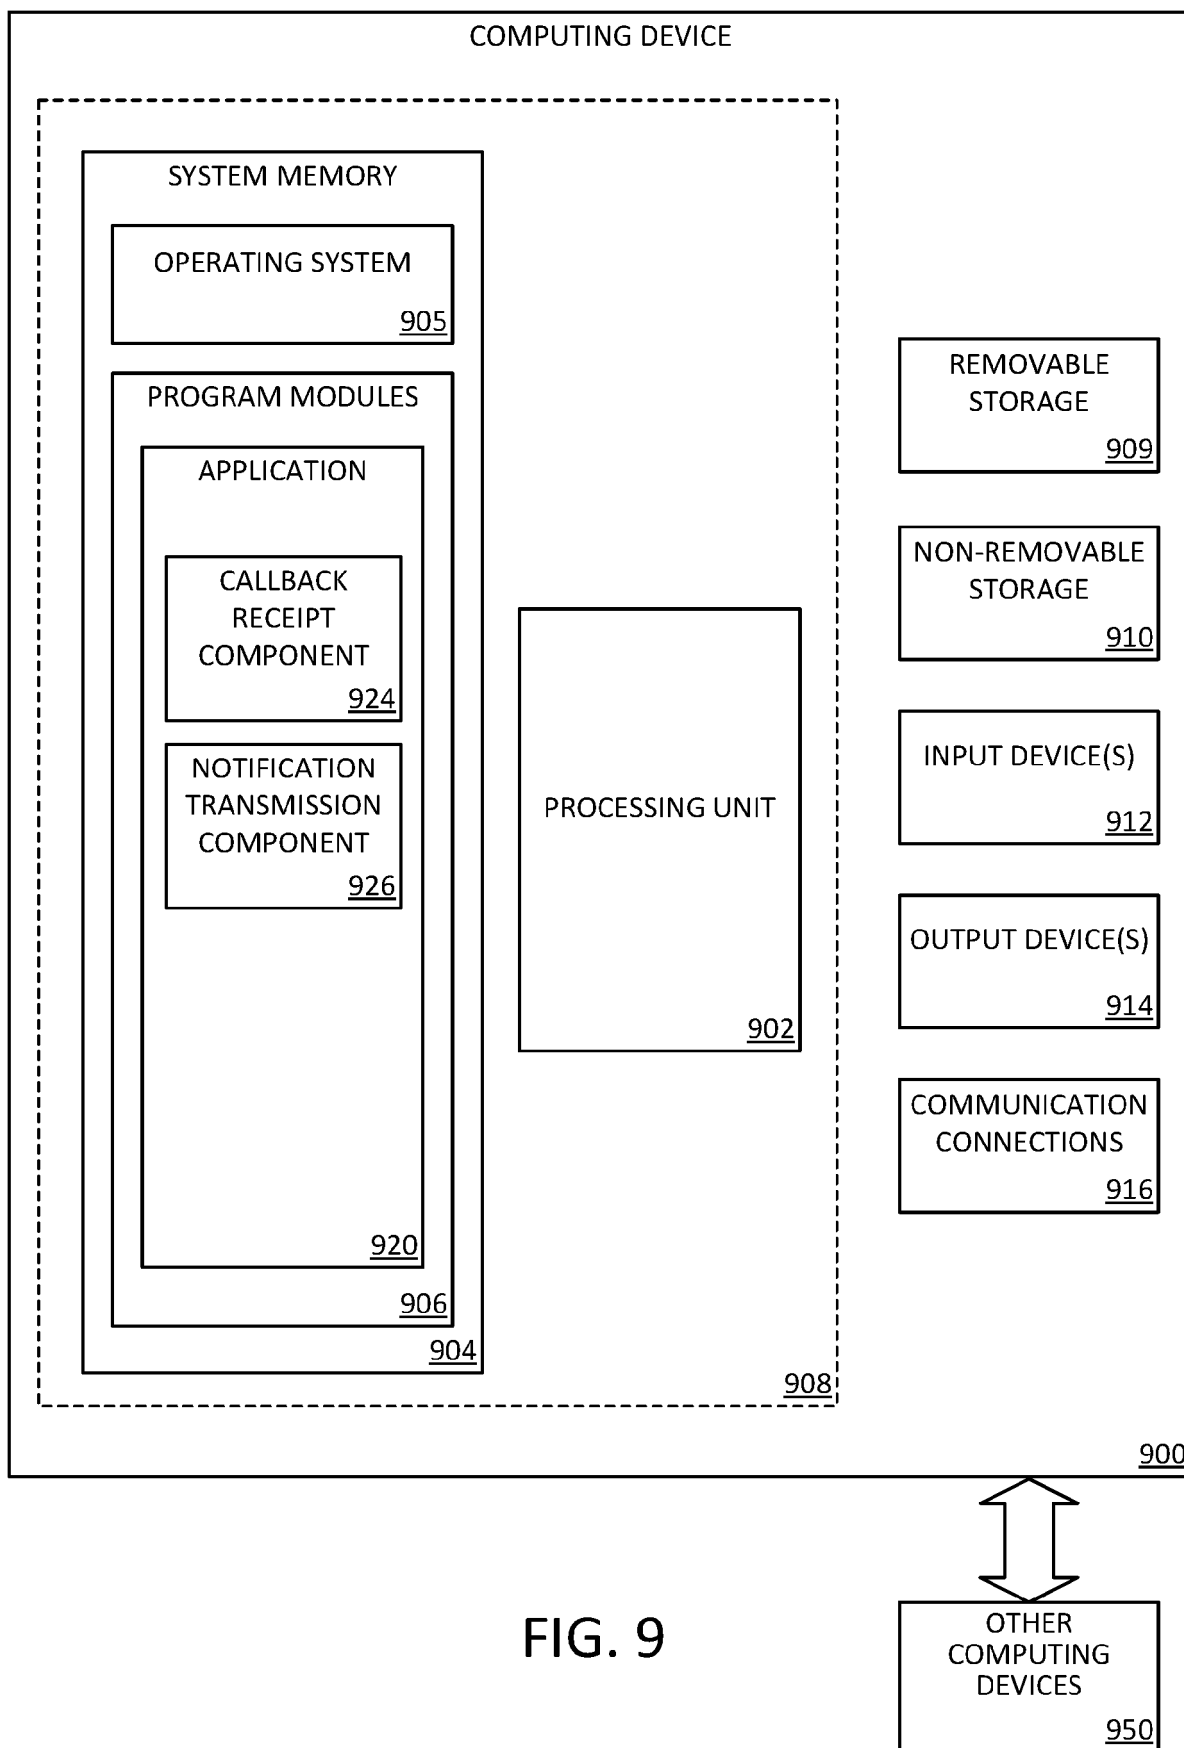 COMPUTING DEVICE
SYSTEM MEMORY
OPERATING SYSTEM
905
PROGRAM MODULES
APPLICATION
CALLBACK
RECEIPT
COMPONENT
924
NOTIFICATION
TRANSMISSION
COMPONENT
926
920
906
904
PROCESSING UNIT
902
908
REMOVABLE
STORAGE
909
NON-REMOVABLE
STORAGE
910
INPUT DEVICE(S)
912
OUTPUT DEVICE(S)
914
COMMUNICATION
CONNECTIONS
916
900
OTHER
COMPUTING
DEVICES
950
FIG. 9